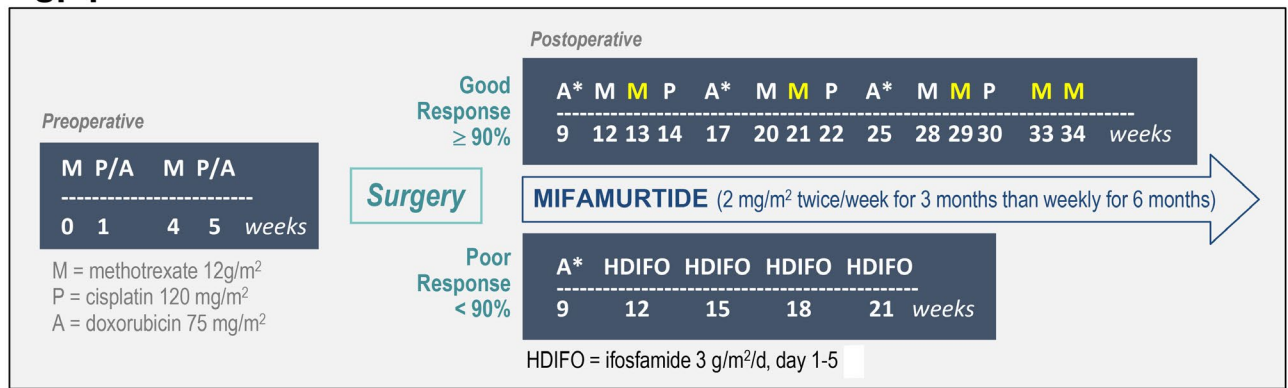 Preoperative
M P/A M P/A
0 1 4 5 weeks
M = methotrexate 12g/m²
P = cisplatin 120 mg/m²
A = doxorubicin 75 mg/m²
Surgery
Postoperative
Good
Response
≥ 90%
A* M M P A* M M P A* M M P M M
9 12 13 14 17 20 21 22 25 28 29 30 33 34 weeks
MIFAMURTIDE (2 mg/m² twice/week for 3 months than weekly for 6 months)
Poor
Response
< 90%
A* HDIFO HDIFO HDIFO HDIFO
9 12 15 18 21 weeks
HDIFO = ifosfamide 3 g/m²/d, day 1-5